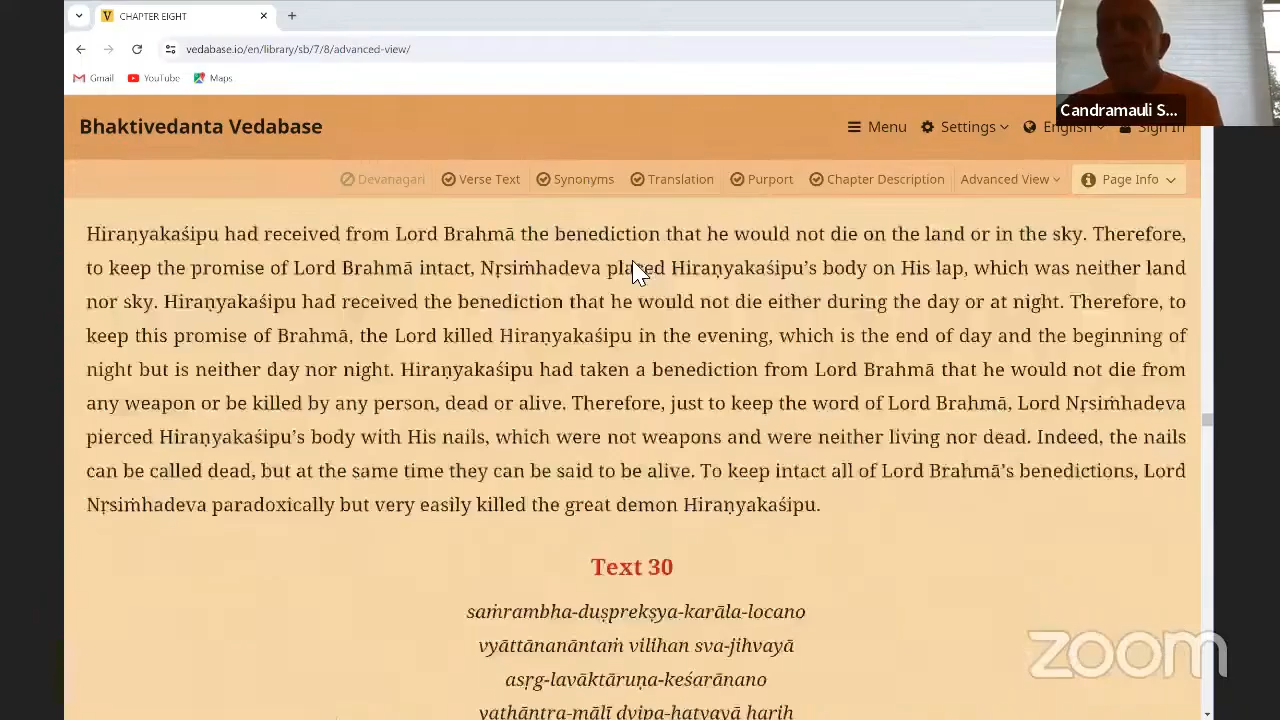 CHAPTER EIGHT
vedabase.io/en/library/sb/7/8/advanced-view/
Gmail YouTube Maps
Candramauli S...
Bhaktivedanta Vedabase
Menu Settings English Sign In
Devanagari Verse Text Synonyms Translation Purport Chapter Description Advanced View Page Info
Hiraṇyakaśipu had received from Lord Brahmā the benediction that he would not die on the land or in the sky. Therefore,
to keep the promise of Lord Brahmā intact, Nṛsiṁhadeva placed Hiraṇyakaśipu’s body on His lap, which was neither land
nor sky. Hiraṇyakaśipu had received the benediction that he would not die either during the day or at night. Therefore, to
keep this promise of Brahmā, the Lord killed Hiraṇyakaśipu in the evening, which is the end of day and the beginning of
night but is neither day nor night. Hiraṇyakaśipu had taken a benediction from Lord Brahmā that he would not die from
any weapon or be killed by any person, dead or alive. Therefore, just to keep the word of Lord Brahmā, Lord Nṛsiṁhadeva
pierced Hiraṇyakaśipu’s body with His nails, which were not weapons and were neither living nor dead. Indeed, the nails
can be called dead, but at the same time they can be said to be alive. To keep intact all of Lord Brahmā’s benedictions, Lord
Nṛsiṁhadeva paradoxically but very easily killed the great demon Hiraṇyakaśipu.
Text 30
saṁrambha-duṣprekṣya-karāla-locano
vyāttānanāntaṁ vilihan sva-jihvayā
asṛg-lavāktāruṇa-keśarānano
yathāntra-mālī dvipa-hatyayā hariḥ
zoom